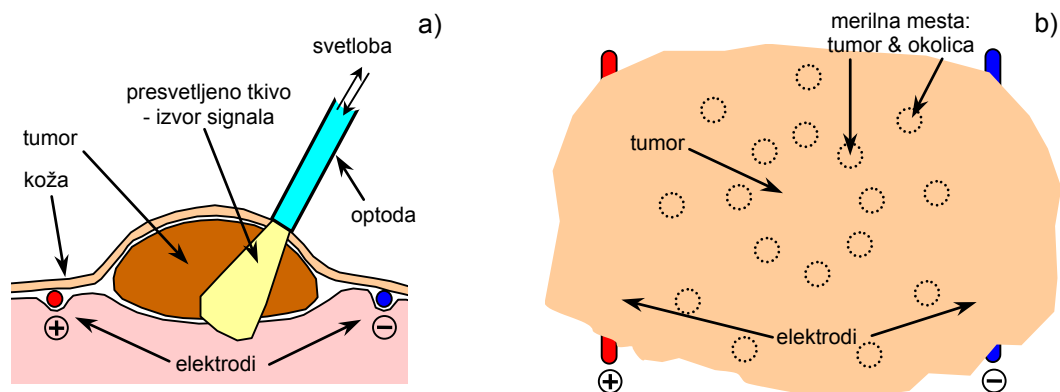 a)
svetloba
presvetljeno tkivo
- izvor signala
tumor
koža
optoda
+
−
elektrodi
b)
merilna mesta:
tumor & okolica
tumor
elektrodi
+
−